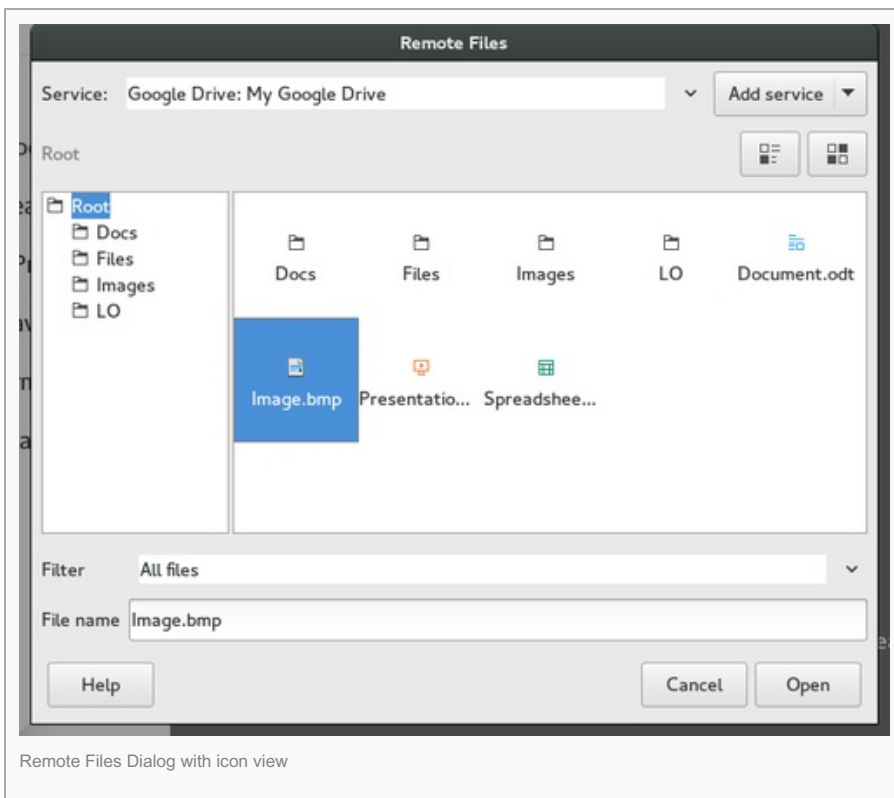 Remote Files
Service: Google Drive: My Google Drive Add service
Root
Root
Docs
Files
Images
LO
Docs Files Images LO Document.odt
Image.bmp Presentatio... Spreadshee...
Filter All files
File name Image.bmp
Help Cancel Open
Remote Files Dialog with icon view